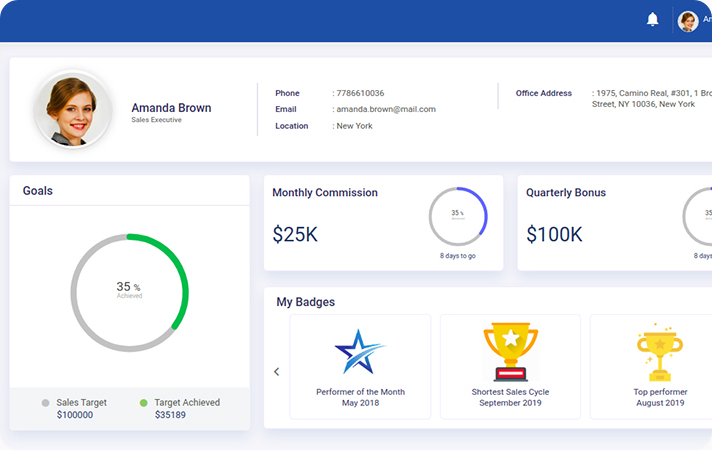 An
Amanda Brown
Sales Executive
Phone : 7786610036
Email : amanda.brown@mail.com
Location : New York
Office Address : 1975, Camino Real, #301, 1 Bro
Street, NY 10036, New York
Goals
35 %
Achieved
Sales Target
$100000
Target Achieved
$35189
Monthly Commission
$25K
35 %
Achieved
8 days to go
Quarterly Bonus
$100K
35
8 days
My Badges
Performer of the Month
May 2018
Shortest Sales Cycle
September 2019
Top performer
August 2019